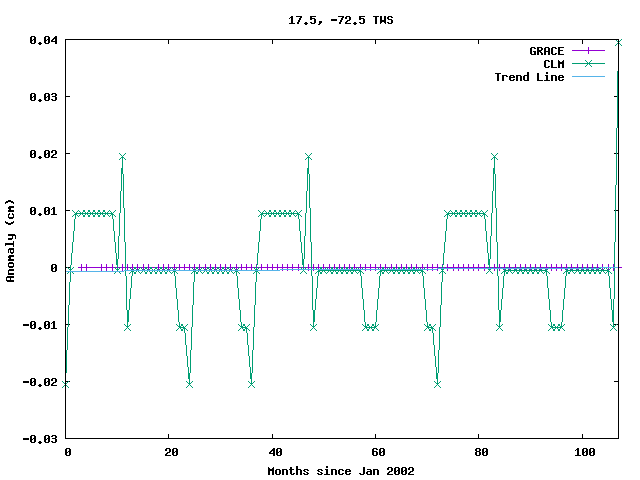 17.5, -72.5 TWS
GRACE
CLM
Trend Line
0.04
0.03
0.02
0.01
0
-0.01
-0.02
-0.03
Anomaly (cm)
0 20 40 60 80 100
Months since Jan 2002